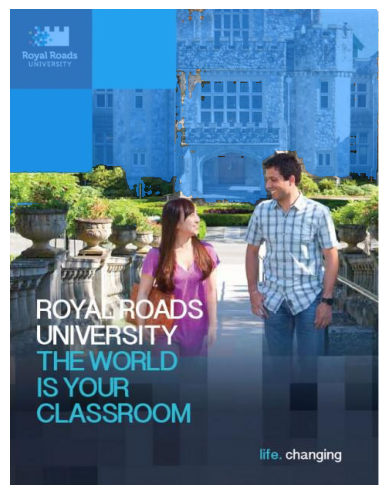 Royal Roads
UNIVERSITY
ROYAL ROADS
UNIVERSITY
THE WORLD
IS YOUR
CLASSROOM
life. changing